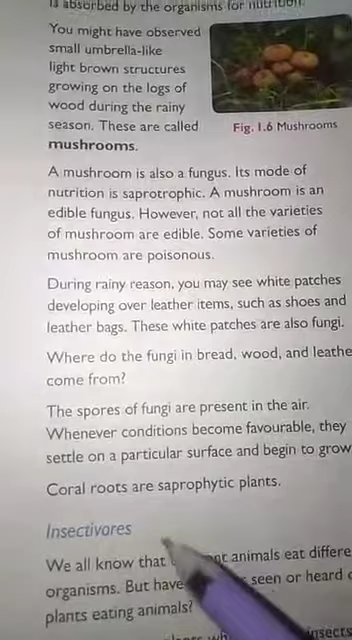 is absorbed by the organisms for nutrition.
You might have observed
small umbrella-like
light brown structures
growing on the logs of
wood during the rainy
season. These are called
mushrooms.
Fig. 1.6 Mushrooms
A mushroom is also a fungus. Its mode of
nutrition is saprotrophic. A mushroom is an
edible fungus. However, not all the varieties
of mushroom are edible. Some varieties of
mushroom are poisonous.
During rainy reason, you may see white patches
developing over leather items, such as shoes and
leather bags. These white patches are also fungi.
Where do the fungi in bread, wood, and leathe
come from?
The spores of fungi are present in the air.
Whenever conditions become favourable, they
settle on a particular surface and begin to grow
Coral roots are saprophytic plants.
Insectivores
We all know that animals eat differe
organisms. But have seen or heard
plants eating animals?